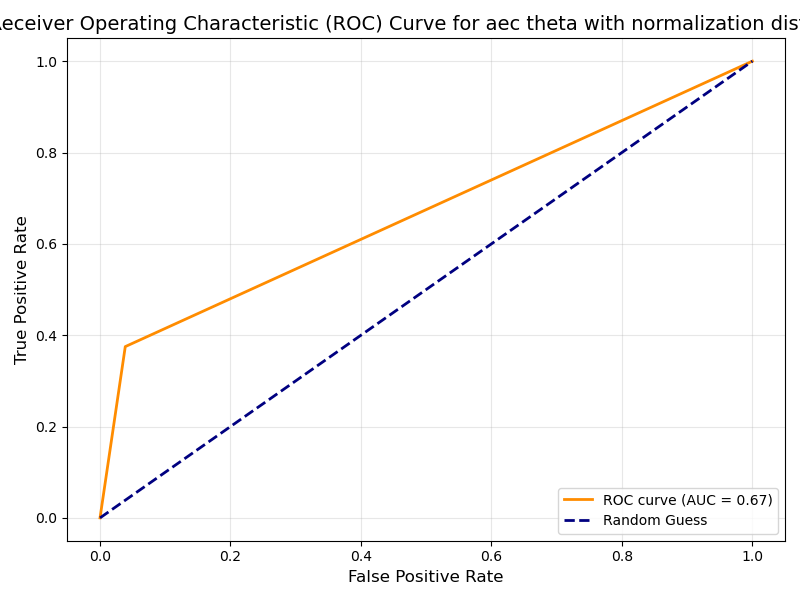 eceiver Operating Characteristic (ROC) Curve for aec theta with normalization dis
1.0
0.8
0.6
0.4
0.2
0.0
True Positive Rate
0.0 0.2 0.4 0.6 0.8 1.0
False Positive Rate
ROC curve (AUC = 0.67)
Random Guess